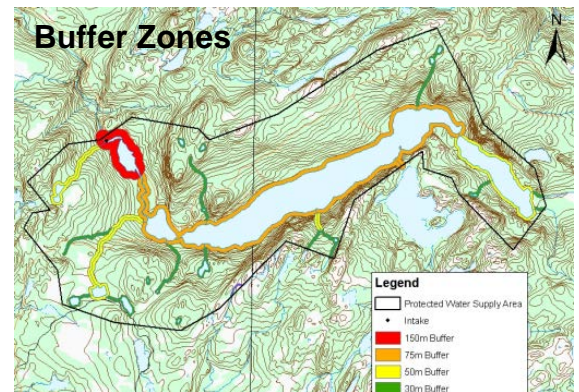 Buffer Zones
N
Legend
Protected Water Supply Area
Intake
150m Buffer
75m Buffer
50m Buffer
30m Buffer